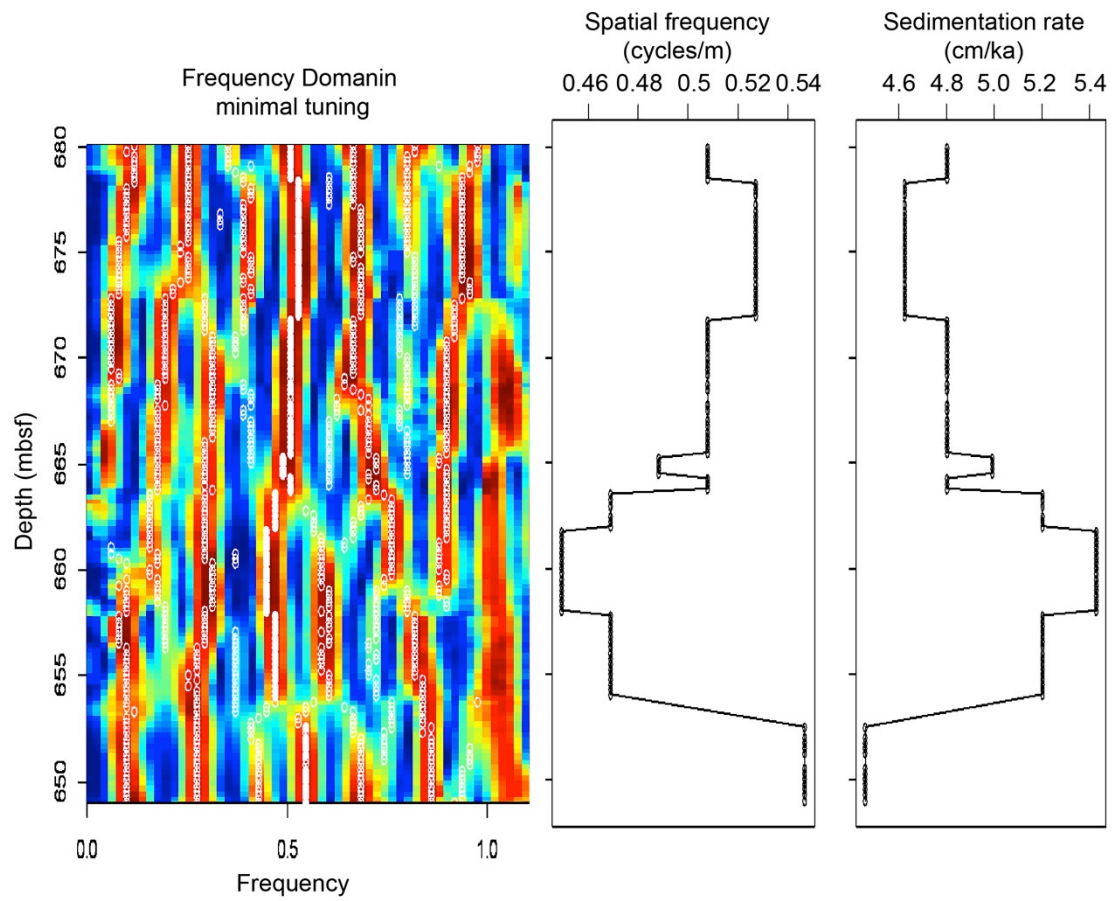 Frequency Domanin
minimal tuning
Spatial frequency
(cycles/m)
Sedimentation rate
(cm/ka)
0.46 0.48 0.5 0.52 0.54
4.6 4.8 5.0 5.2 5.4
Depth (mbsf)
680
675
670
665
660
655
650
0.0 0.5 1.0
Frequency